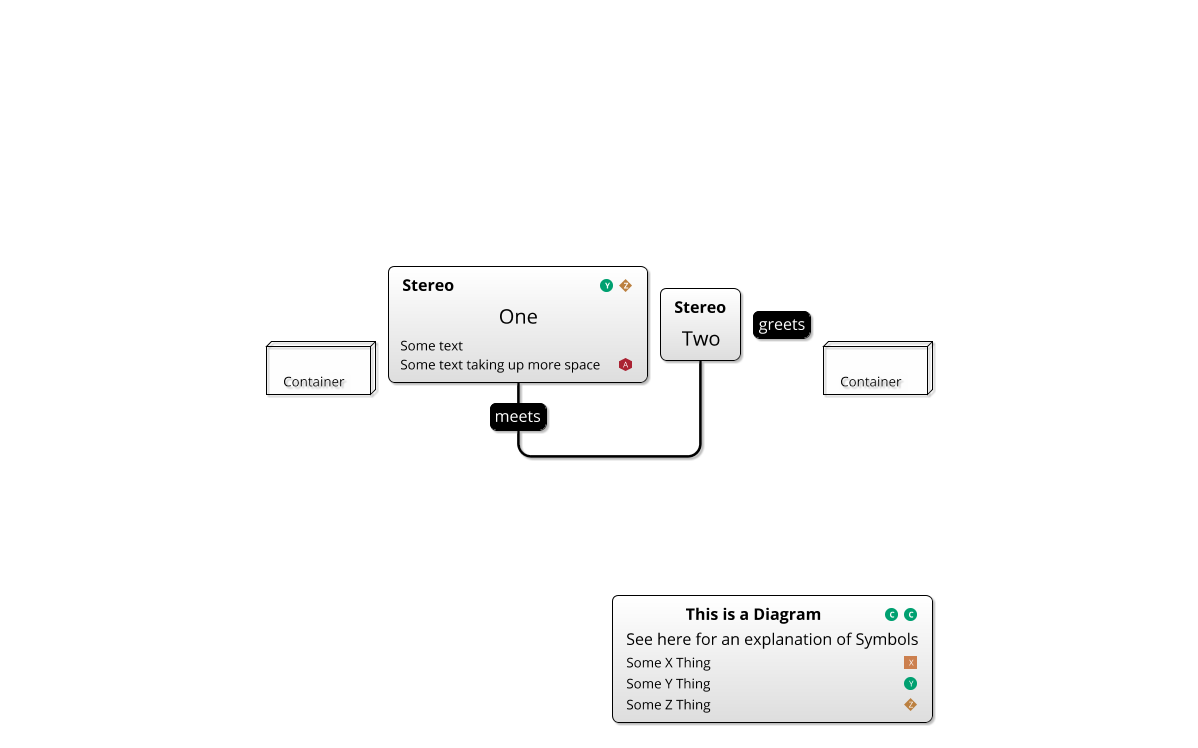 Stereo Y Z
One
Some text
Some text taking up more space A
Stereo
Two
greets
Container
Container
meets
This is a Diagram C C
See here for an explanation of Symbols
Some X Thing X
Some Y Thing Y
Some Z Thing Z